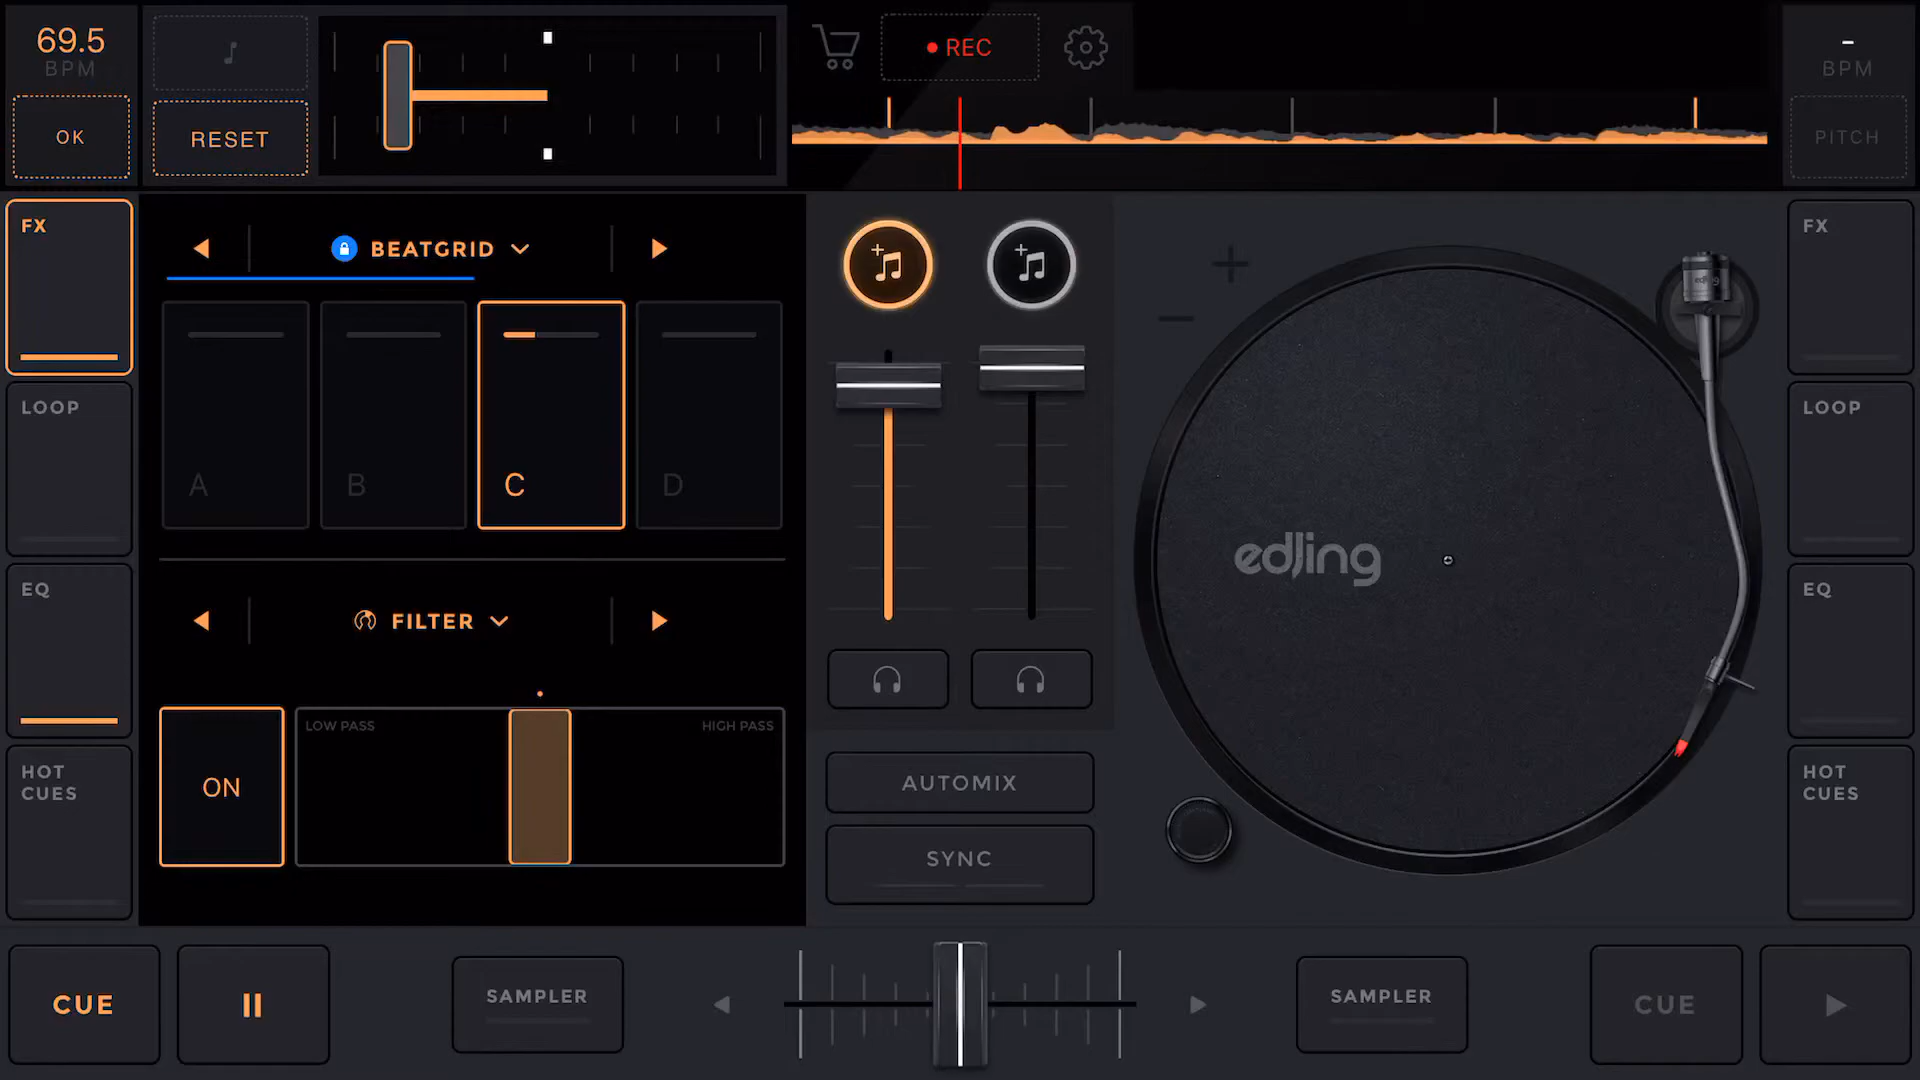 69.5
BPM
OK
RESET
REC
-
BPM
PITCH
FX
LOOP
EQ
HOT
CUES
BEATGRID
A
B
C
D
FILTER
LOW PASS
HIGH PASS
ON
edjing
edjing
AUTOMIX
SYNC
FX
LOOP
EQ
HOT
CUES
CUE
SAMPLER
SAMPLER
CUE